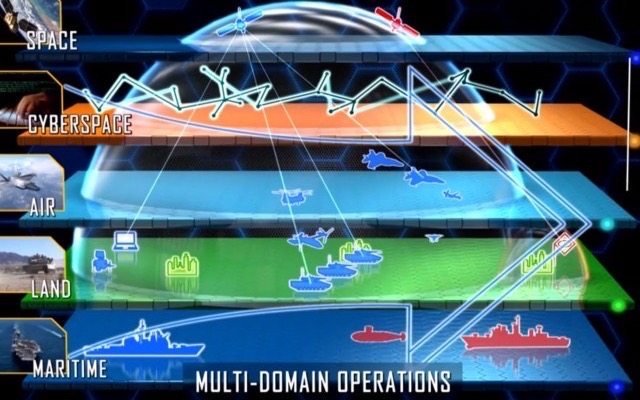 SPACE
CYBERSPACE
AIR
LAND
MARITIME
MULTI-DOMAIN OPERATIONS